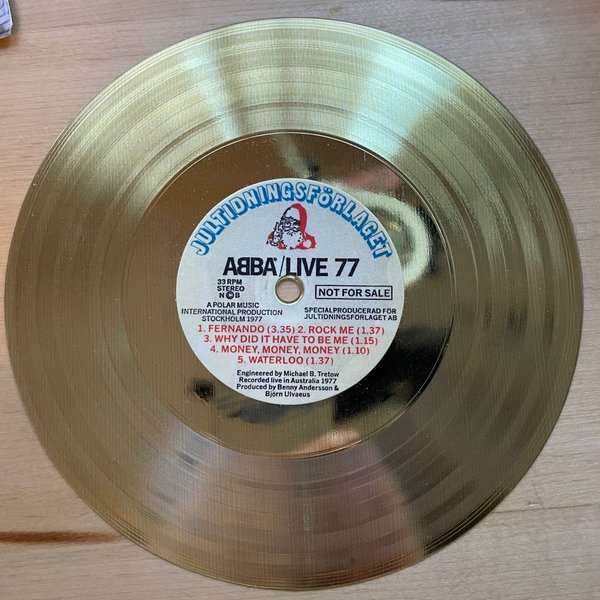 JULTIDNINGSFÖRLAGET
ABBA/LIVE 77
33 RPM
STEREO
N©B
NOT FOR SALE
A POLAR MUSIC
INTERNATIONAL PRODUCTION
STOCKHOLM 1977
SPECIALPRODUCERAD FÖR
JULTIDNINGSFÖRLAGET AB
1. FERNANDO (3.35) 2. ROCK ME (1.37)
3. WHY DID IT HAVE TO BE ME (1.15)
4. MONEY, MONEY, MONEY (1.10)
5. WATERLOO (1.37)
Engineered by Michael B. Tretow
Recorded live in Australia 1977
Produced by Benny Andersson &
Björn Ulvaeus